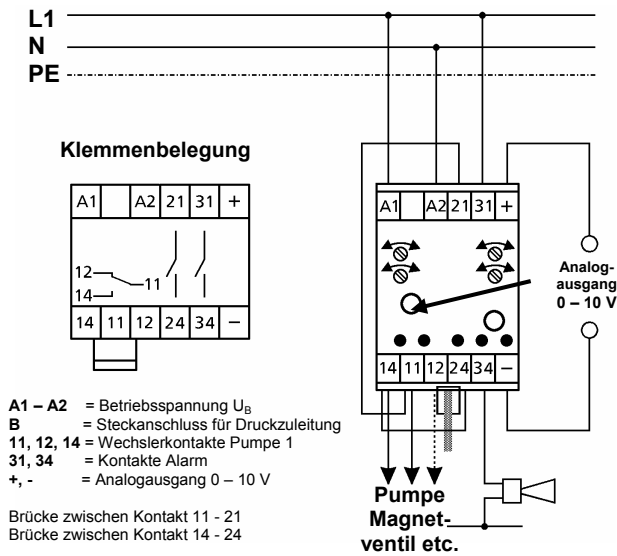 L1
N
PE
Klemmenbelegung
A1 A2 21 31 +
12
11
14
14 11 12 24 34 –
A1 A2 21 31 +
Analog-
ausgang
0 – 10 V
14 11 12 24 34 –
A1 – A2 = Betriebsspannung UB
B = Steckanschluss für Druckzuleitung
11, 12, 14 = Wechslerkontakte Pumpe 1
31, 34 = Kontakte Alarm
+, - = Analogausgang 0 – 10 V
Brücke zwischen Kontakt 11 - 21
Brücke zwischen Kontakt 14 - 24
Pumpe
Magnet-
ventil etc.